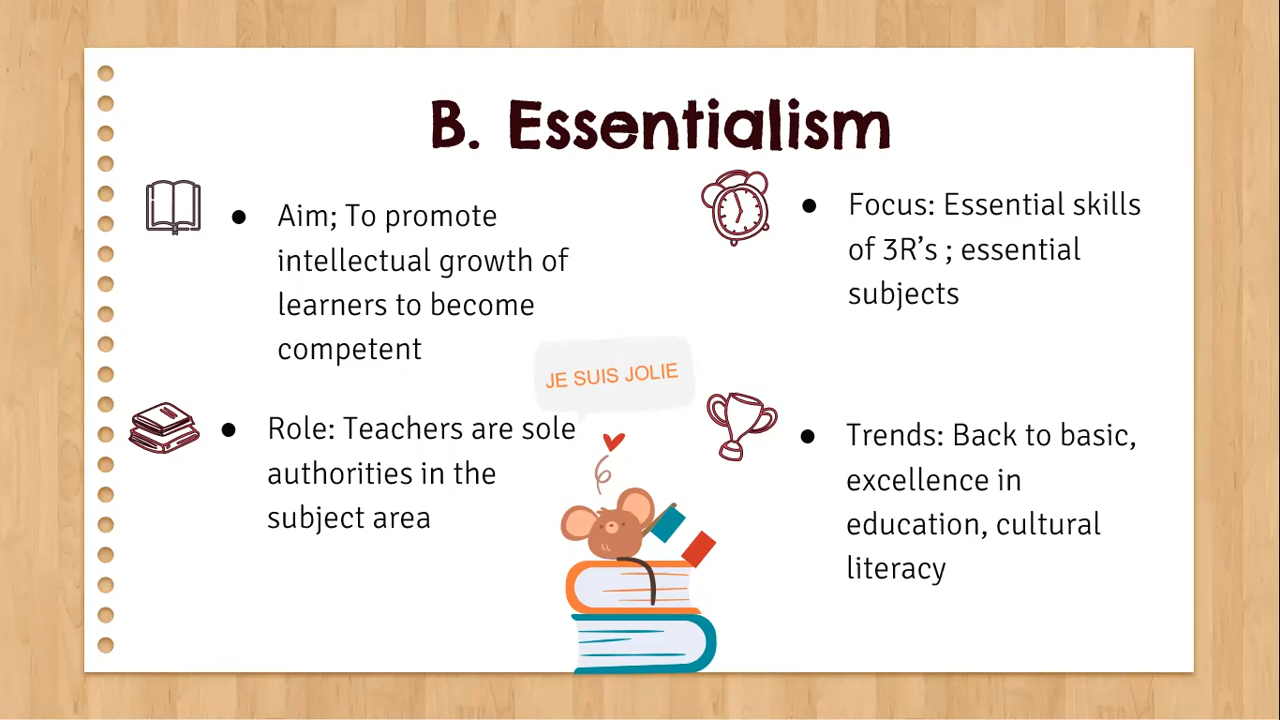 B. Essentialism
● Aim; To promote
intellectual growth of
learners to become
competent
● Focus: Essential skills
of 3R’s ; essential
subjects
JE SUIS JOLIE
● Role: Teachers are sole
authorities in the
subject area
● Trends: Back to basic,
excellence in
education, cultural
literacy